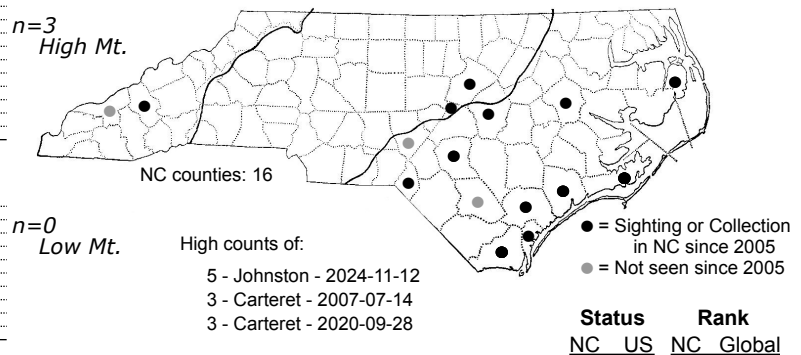 n=3
High Mt.
NC counties: 16
n=0
Low Mt.
High counts of:
5 - Johnston - 2024-11-12
3 - Carteret - 2007-07-14
3 - Carteret - 2020-09-28
= Sighting or Collection
in NC since 2005
= Not seen since 2005
Status Rank
NC US NC Global